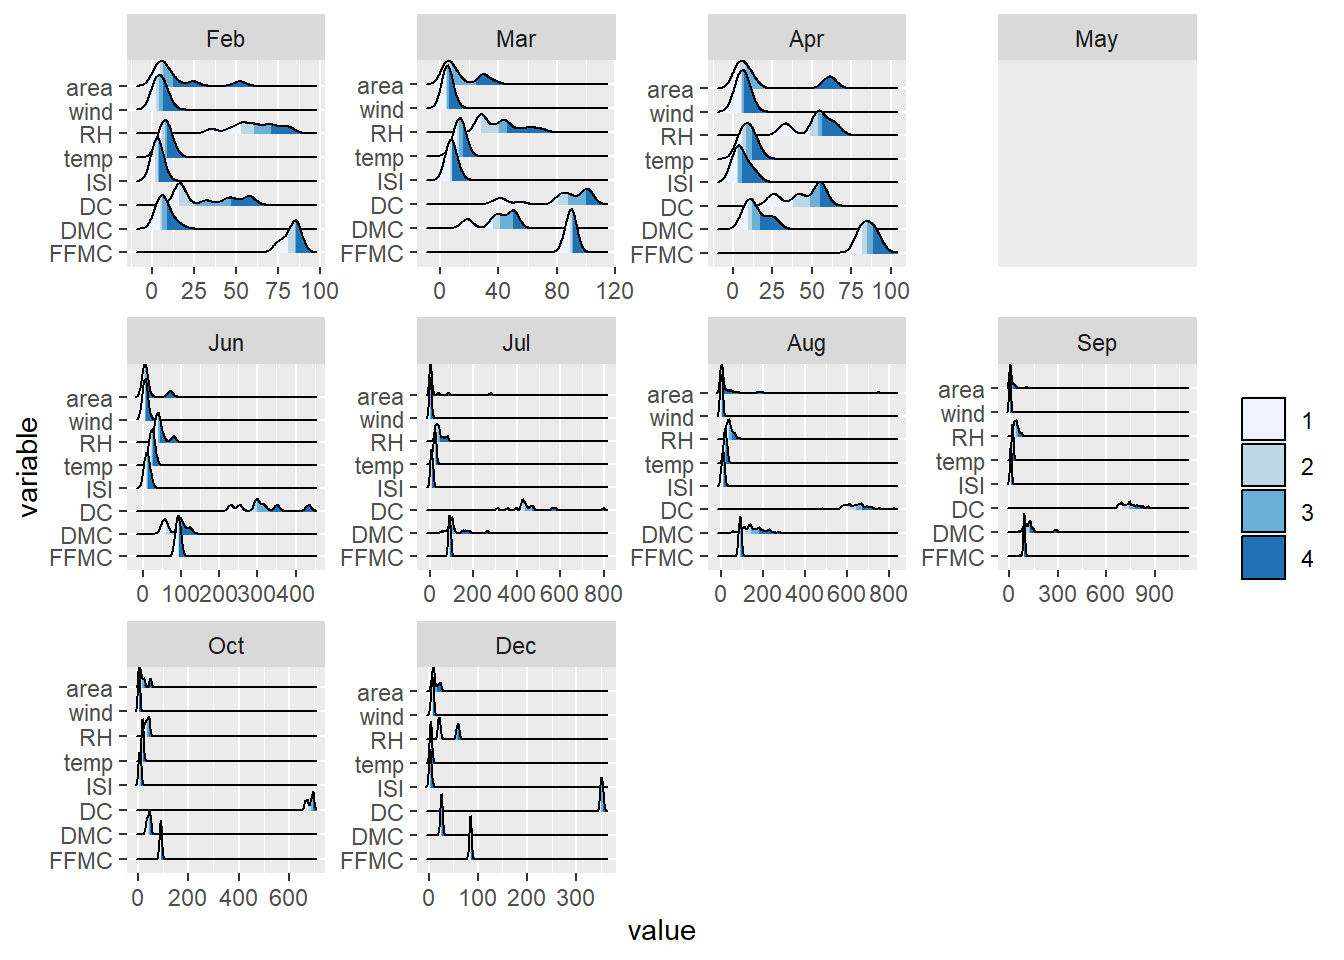 Feb Mar Apr May
area area area
wind wind wind
RH RH RH
temp temp temp
ISI ISI ISI
DC DC DC
DMC DMC DMC
FFMC FFMC FFMC
0 25 50 75 100 0 40 80 120 0 25 50 75 100
Jun Jul Aug Sep
area area area area
wind wind wind wind
RH RH RH RH
temp temp temp temp
ISI ISI ISI ISI
DC DC DC DC
DMC DMC DMC DMC
FFMC FFMC FFMC FFMC
0 100 200 300 400 0 200 400 600 800 0 200 400 600 800 0 300 600 900
variable
1
2
3
4
Oct Dec
area area
wind wind
RH RH
temp temp
ISI ISI
DC DC
DMC DMC
FFMC FFMC
0 200 400 600 0 100 200 300
value